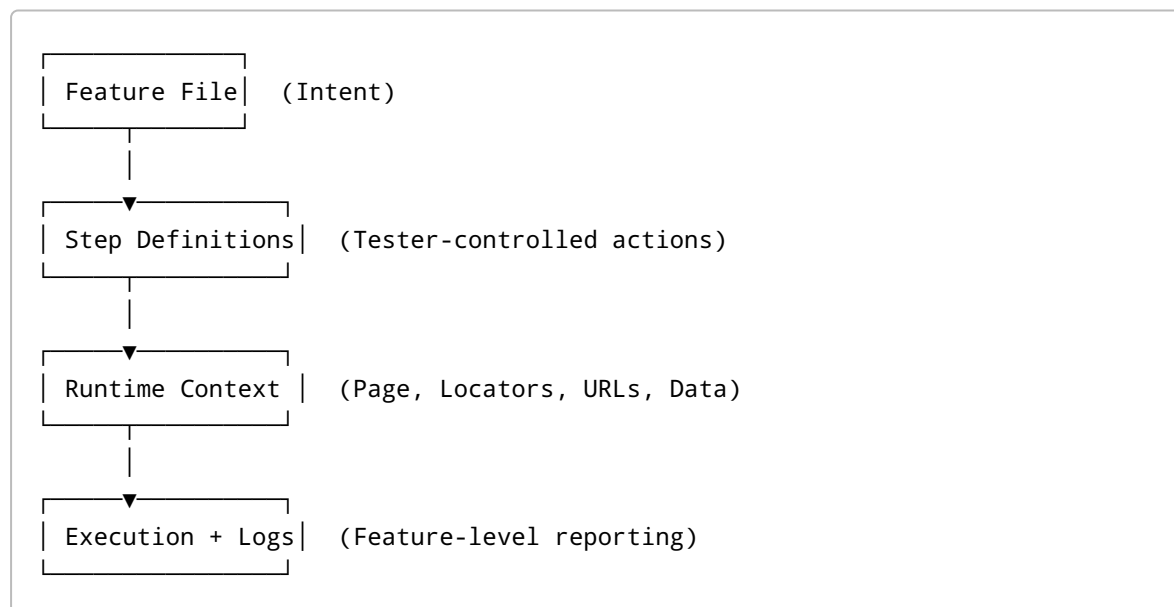 Feature File (Intent)
Step Definitions (Tester-controlled actions)
Runtime Context (Page, Locators, URLs, Data)
Execution + Logs (Feature-level reporting)